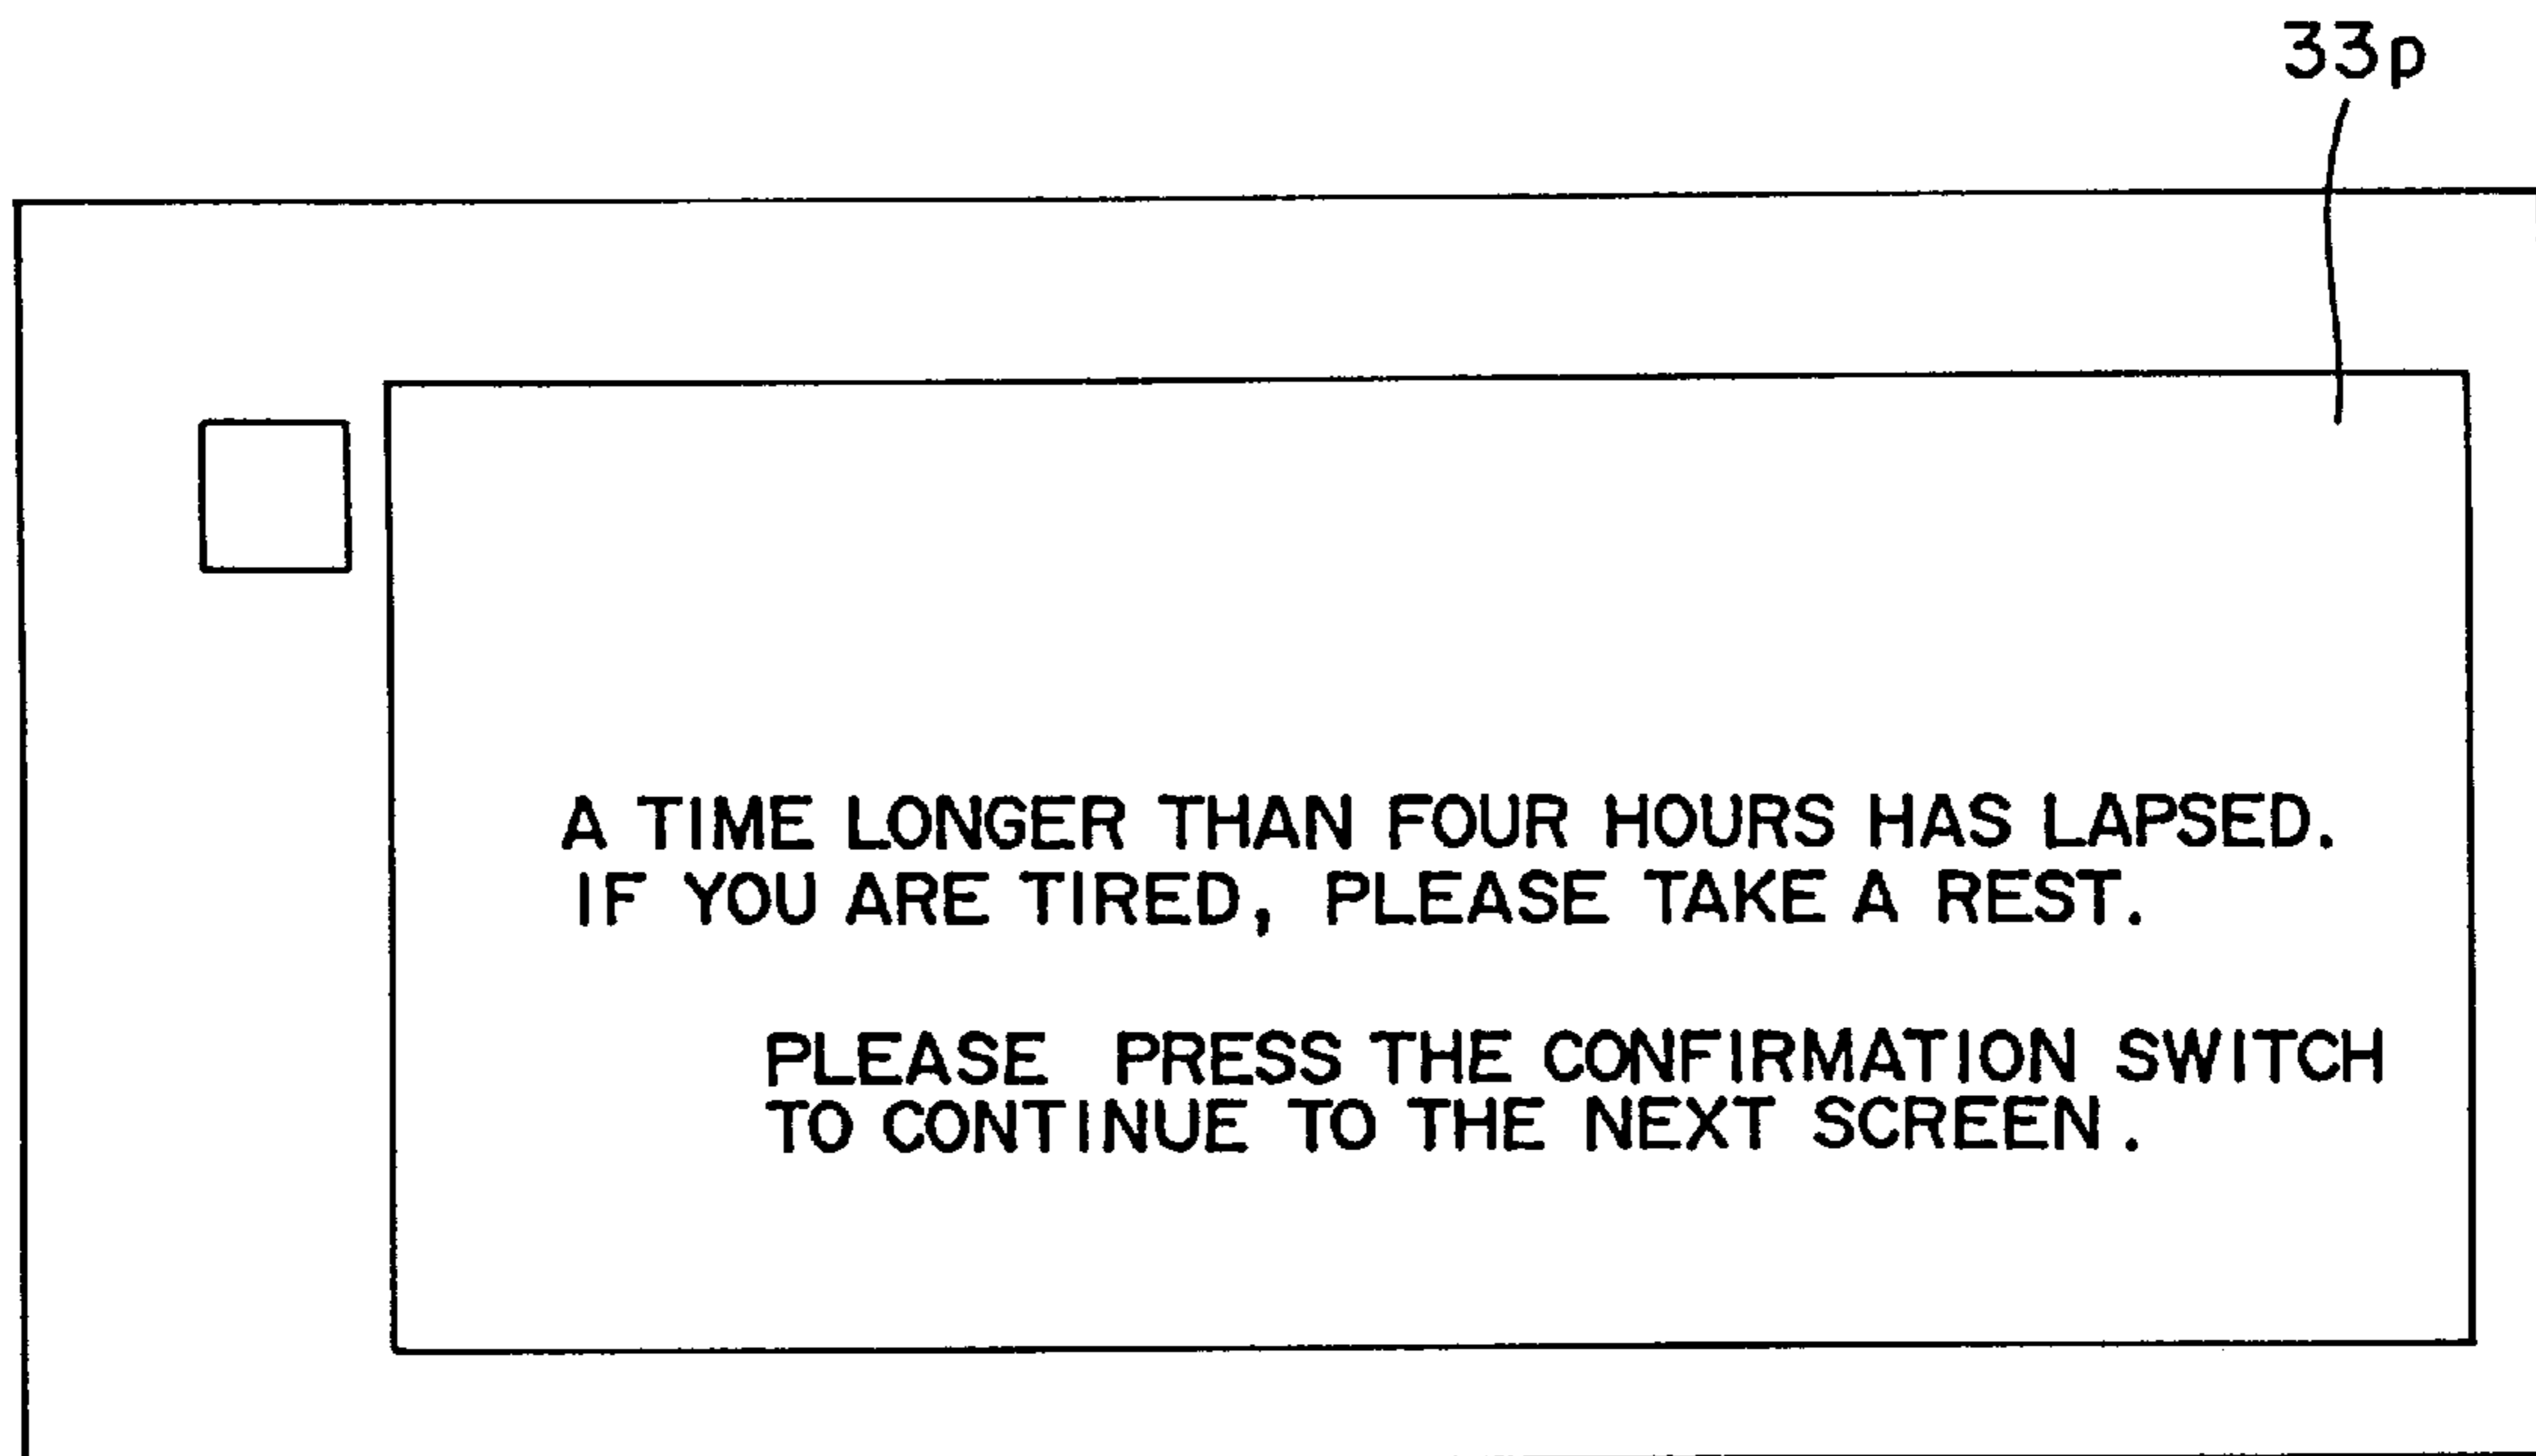 33p
A TIME LONGER THAN FOUR HOURS HAS LAPSED.
IF YOU ARE TIRED, PLEASE TAKE A REST.
PLEASE PRESS THE CONFIRMATION SWITCH
TO CONTINUE TO THE NEXT SCREEN.